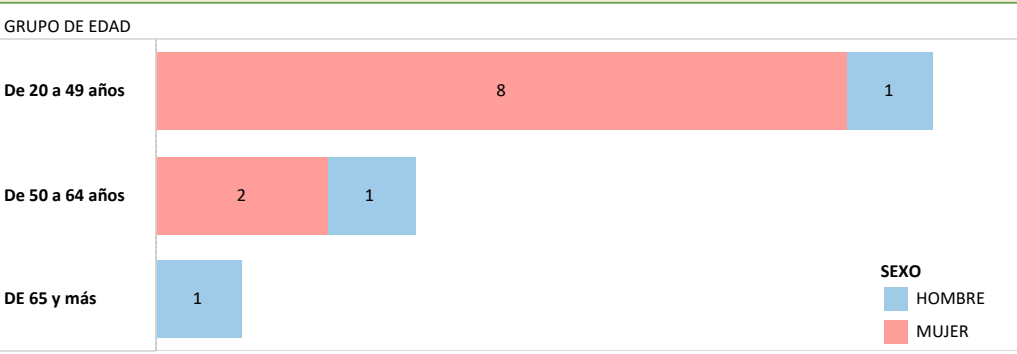 GRUPO DE EDAD
De 20 a 49 años 8 1
De 50 a 64 años 2 1
DE 65 y más 1
SEXO
HOMBRE
MUJER